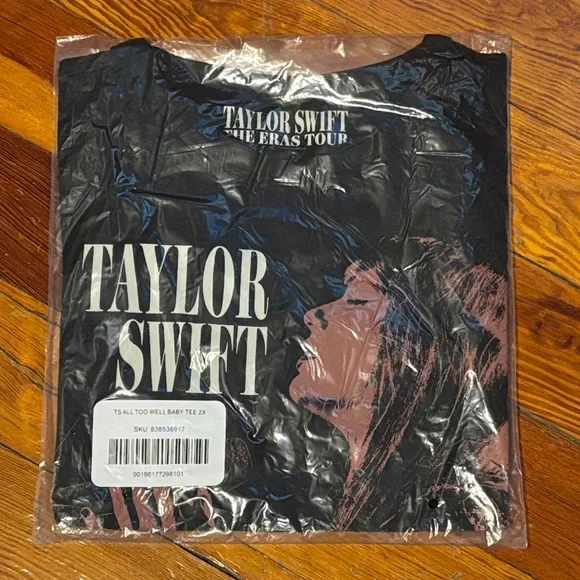 TAYLOR SWIFT
THE ERAS TOUR
TAYLOR
SWIFT
TS ALL TOO WELL BABY TEE 2X
SKU 838536917
00196177298101